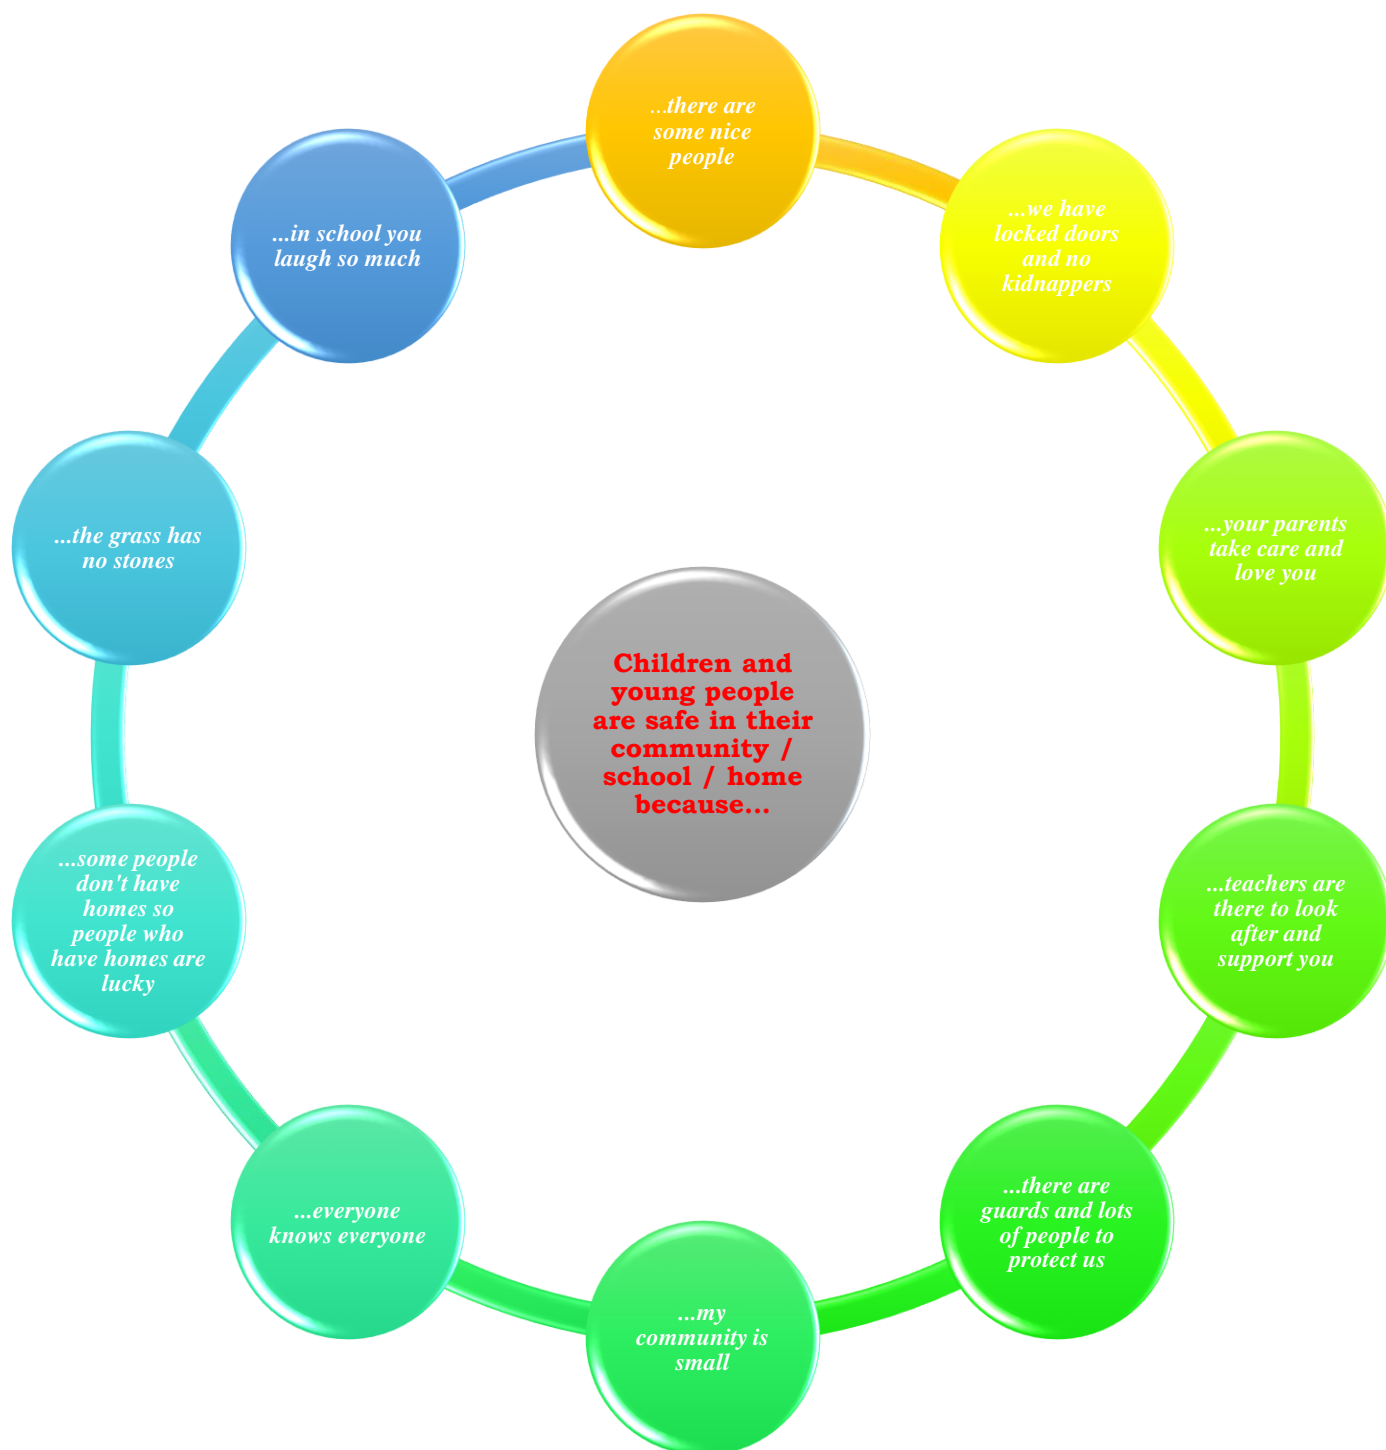 ...there are
some nice
people
...we have
locked doors
and no
kidnappers
...your parents
take care and
love you
...teachers are
there to look
after and
support you
...there are
guards and lots
of people to
protect us
...my
community is
small
...everyone
knows everyone
...some people
don't have
homes so
people who
have homes are
lucky
...the grass has
no stones
...in school you
laugh so much
Children and
young people
are safe in their
community /
school / home
because...